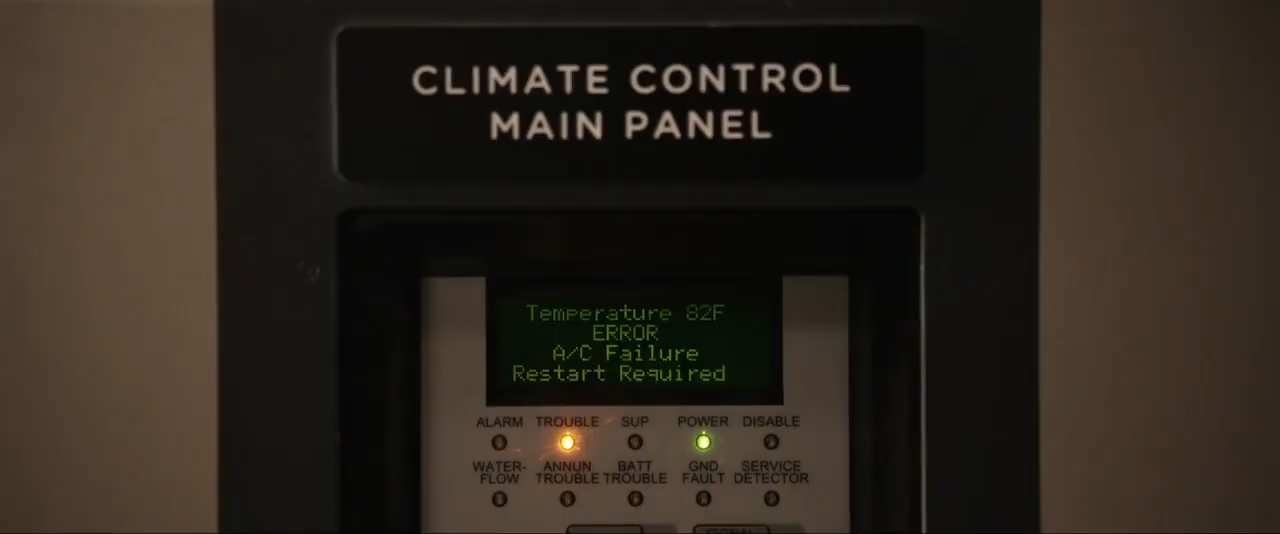 CLIMATE CONTROL
MAIN PANEL
Temperature 82F
ERROR
A/C Failure
Restart Required
ALARM TROUBLE SUP POWER DISABLE
WATER-
FLOW
ANNUN
TROUBLE
BATT
TROUBLE
GND
FAULT
SERVICE
DETECTOR